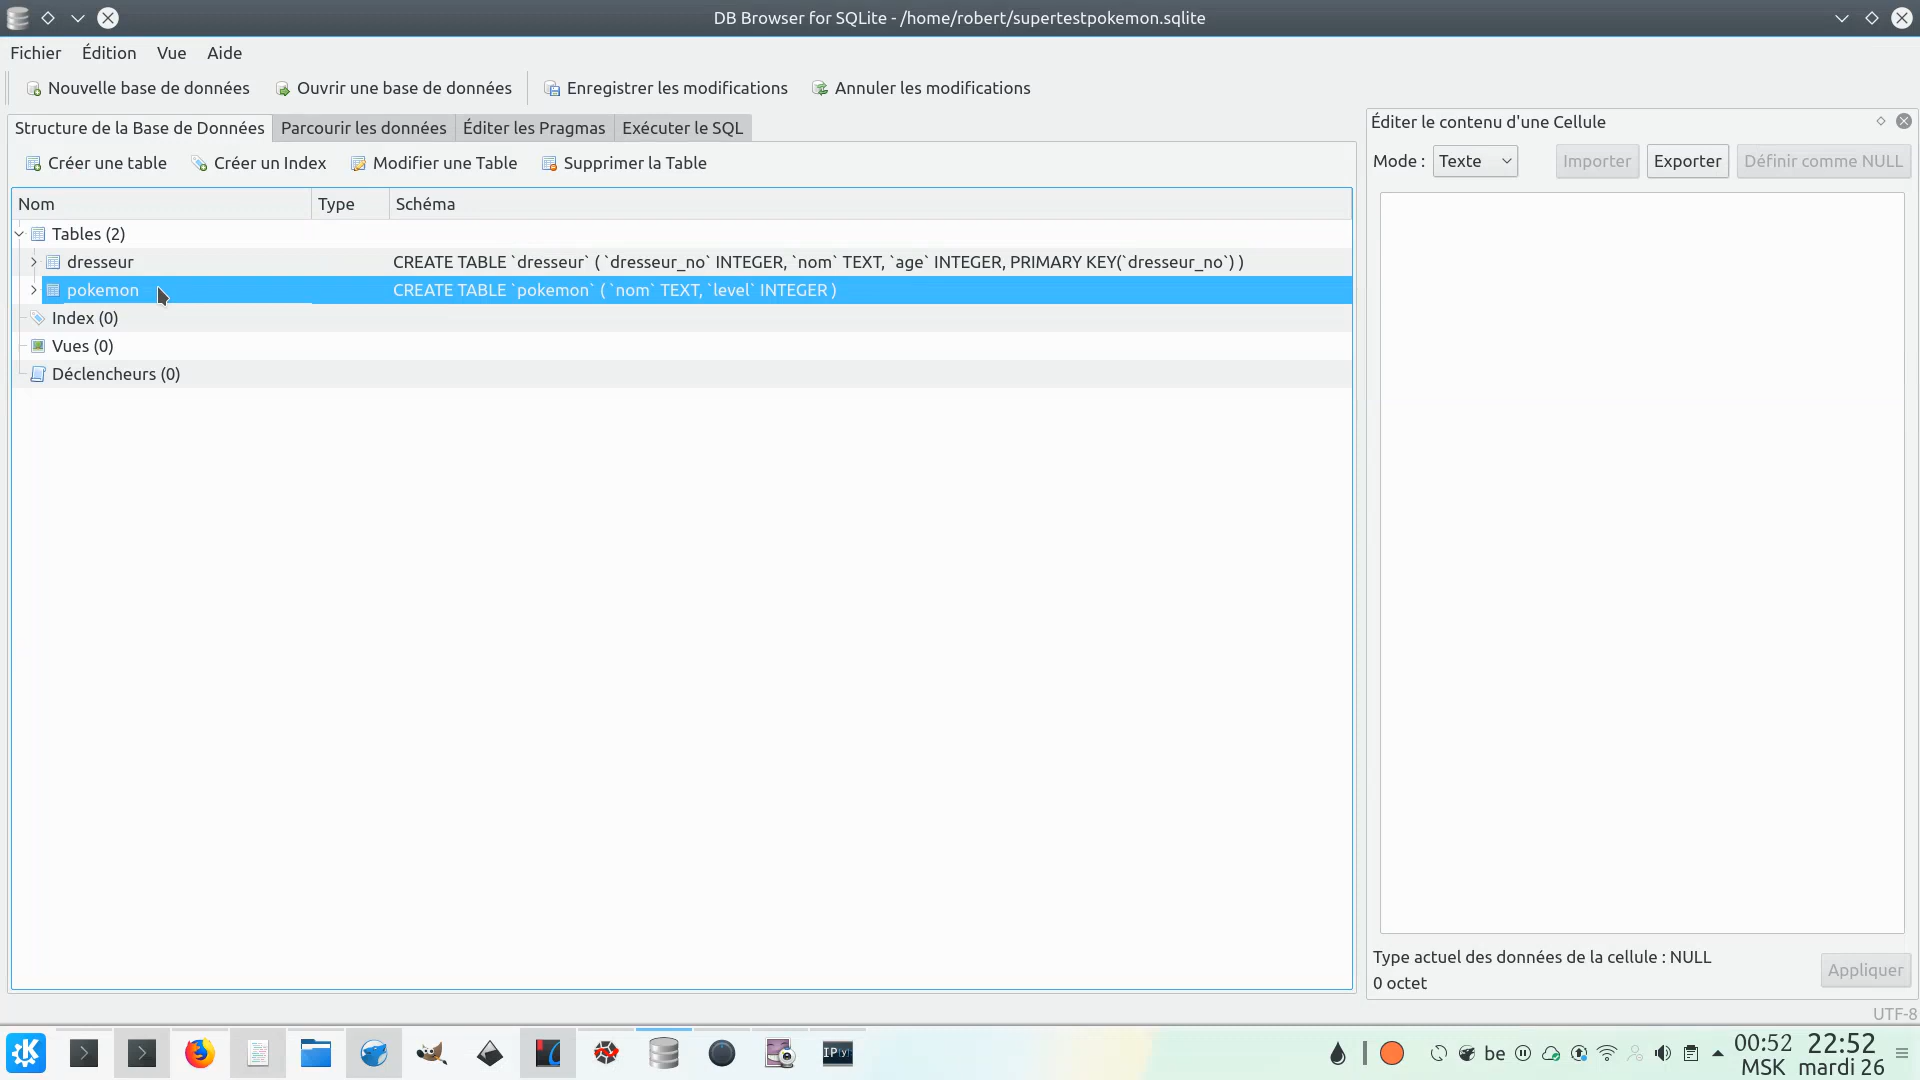 DB Browser for SQLite - /home/robert/supertestpokemon.sqlite
Fichier Édition Vue Aide
Nouvelle base de données Ouvrir une base de données Enregistrer les modifications Annuler les modifications
Structure de la Base de Données Parcourir les données Éditer les Pragmas Exécuter le SQL
Créer une table Créer un Index Modifier une Table Supprimer la Table
Nom Type Schéma
Tables (2)
dresseur CREATE TABLE `dresseur` ( `dresseur_no` INTEGER, `nom` TEXT, `age` INTEGER, PRIMARY KEY(`dresseur_no`) )
pokemon CREATE TABLE `pokemon` ( `nom` TEXT, `level` INTEGER )
Index (0)
Vues (0)
Déclencheurs (0)
Éditer le contenu d'une Cellule
Mode : Texte Importer Exporter Définir comme NULL
Type actuel des données de la cellule : NULL
0 octet
Appliquer
UTF-8
IP[y]
be
00:52 22:52
MSK mardi 26